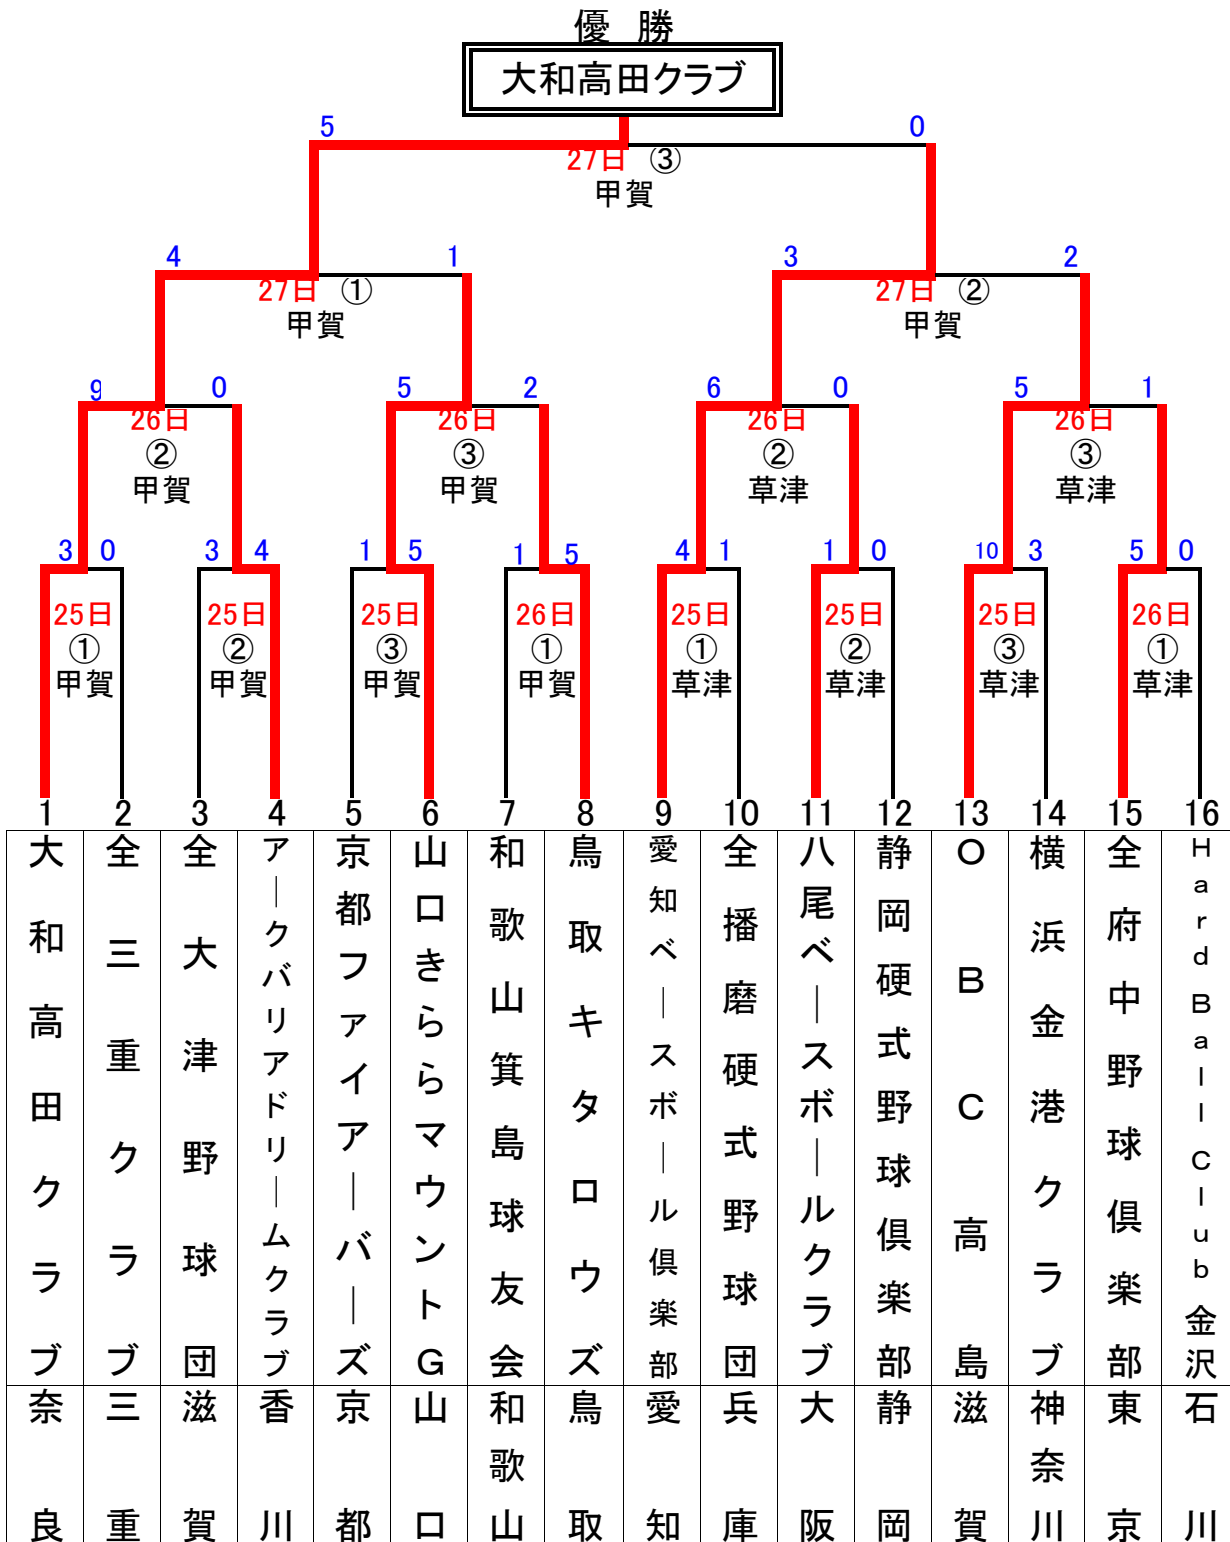 優 勝
大和高田クラブ
5 0
27日 ③
甲賀
4 1 3 2
27日 ① 27日 ②
甲賀 甲賀
9 0 5 2 6 0 5 1
26日 26日 26日 26日
② ③ ② ③
甲賀 甲賀 草津 草津
3 0 3 4 1 5 1 5 4 1 1 0 10 3 5 0
25日 25日 25日 26日 25日 25日 25日 26日
① ② ③ ① ① ② ③ ①
甲賀 甲賀 甲賀 甲賀 草津 草津 草津 草津
1 2 3 4 5 6 7 8 9 10 11 12 13 14 15 16
大和高田クラブ
全三重クラブ
全大津野球団
アークバリアドリームクラブ
京都ファイアーバーズ
山口きららマウントG
和歌山箕島球友会
鳥取キタロウズ
愛知ベースボール倶楽部
全播磨硬式野球団
八尾ベースボールクラブ
静岡硬式野球倶楽部
OBC高島
横浜金港クラブ
全府中野球倶楽部
Hard Ball Club 金沢
奈良
三重
滋賀
香川
京都
山口
和歌山
鳥取
愛知
兵庫
大阪
静岡
滋賀
神奈川
東京
石川